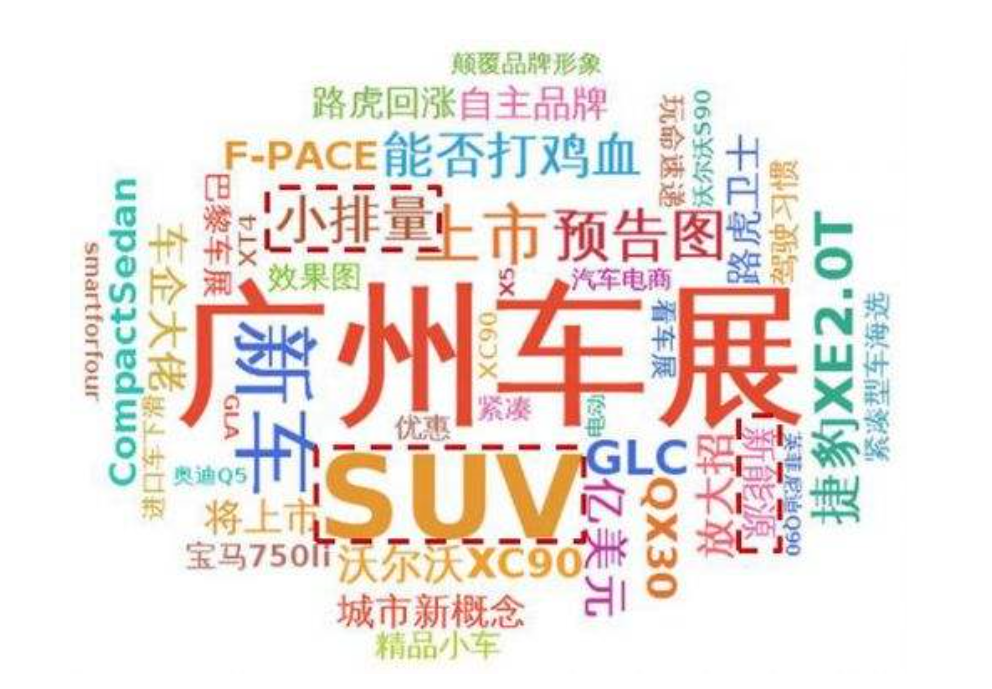 颠覆品牌形象
路虎回涨
自主品牌
玩命速递
沃尔沃S90
F-PACE
能否打鸡血
路虎卫士
驾驶习惯
巴黎车展
XT4
小排量
上市
预告图
CompactSedan
smartforfour
车企大佬
效果图
X5
汽车电商
捷豹XE2.0T
紧凑型车海选
广州车展
新车
XC90
看车展
GLA
优惠
紧凑
电动
进口车下滑
奥迪Q5
SUV
GLC
放大招
新能源
将上市
亿美元
QX30
宝马750li
沃尔沃XC90
城市新概念
精品小车